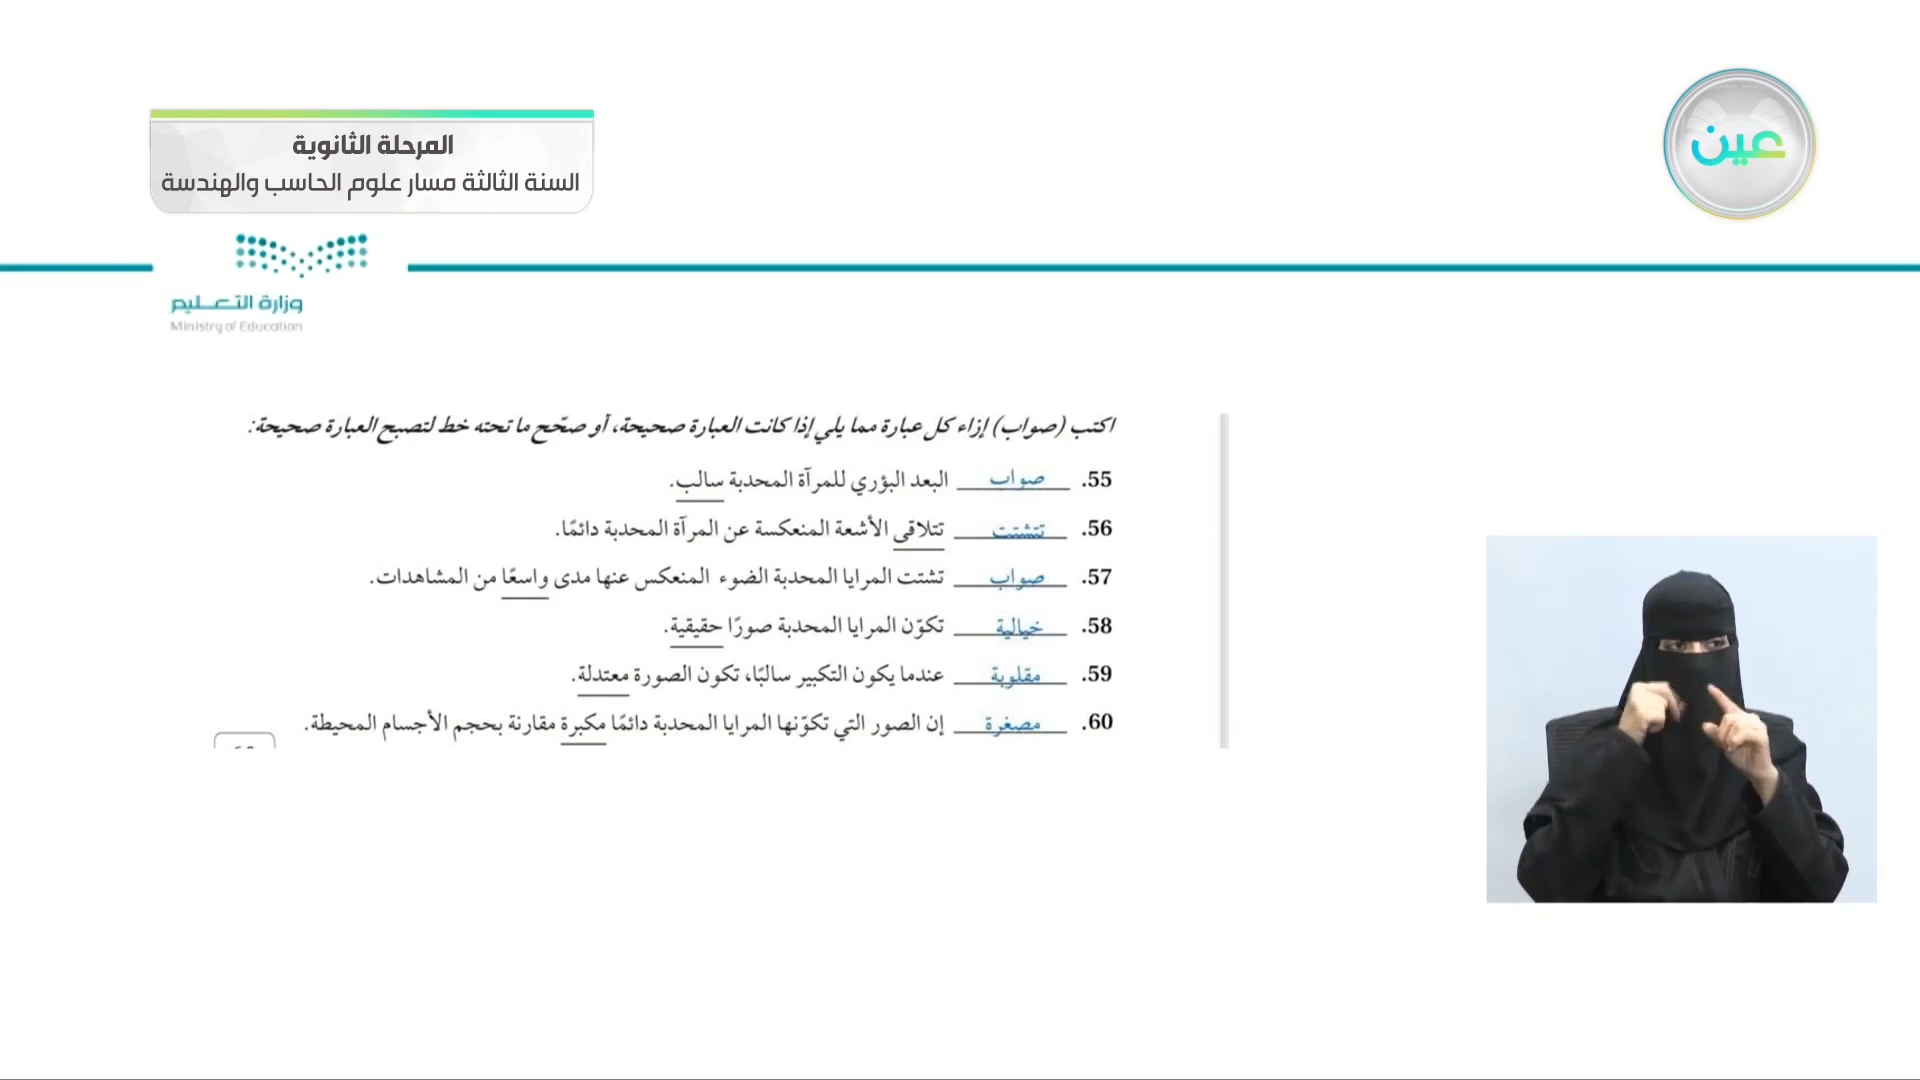 المرحلة الثانوية
السنة الثالثة مسار علوم الحاسب والهندسة
عين
وزارة التعليم
Ministry of Education
اكتب (صواب) إزاء كل عبارة مما يلي إذا كانت العبارة صحيحة، أو صحّح ما تحته خط لتصبح العبارة صحيحة:
55. صواب البعد البؤري للمرآة المحدبة سالب.
56. تتشتت تتلاقى الأشعة المنعكسة عن المرآة المحدبة دائمًا.
57. صواب تشتت المرايا المحدبة الضوء المنعكس عنها مدى واسعًا من المشاهدات.
58. خيالية تكوّن المرايا المحدبة صورًا حقيقية.
59. مقلوبة عندما يكون التكبير سالبًا، تكون الصورة معتدلة.
60. مصغرة إن الصور التي تكوّنها المرايا المحدبة دائمًا مكبرة مقارنة بحجم الأجسام المحيطة.